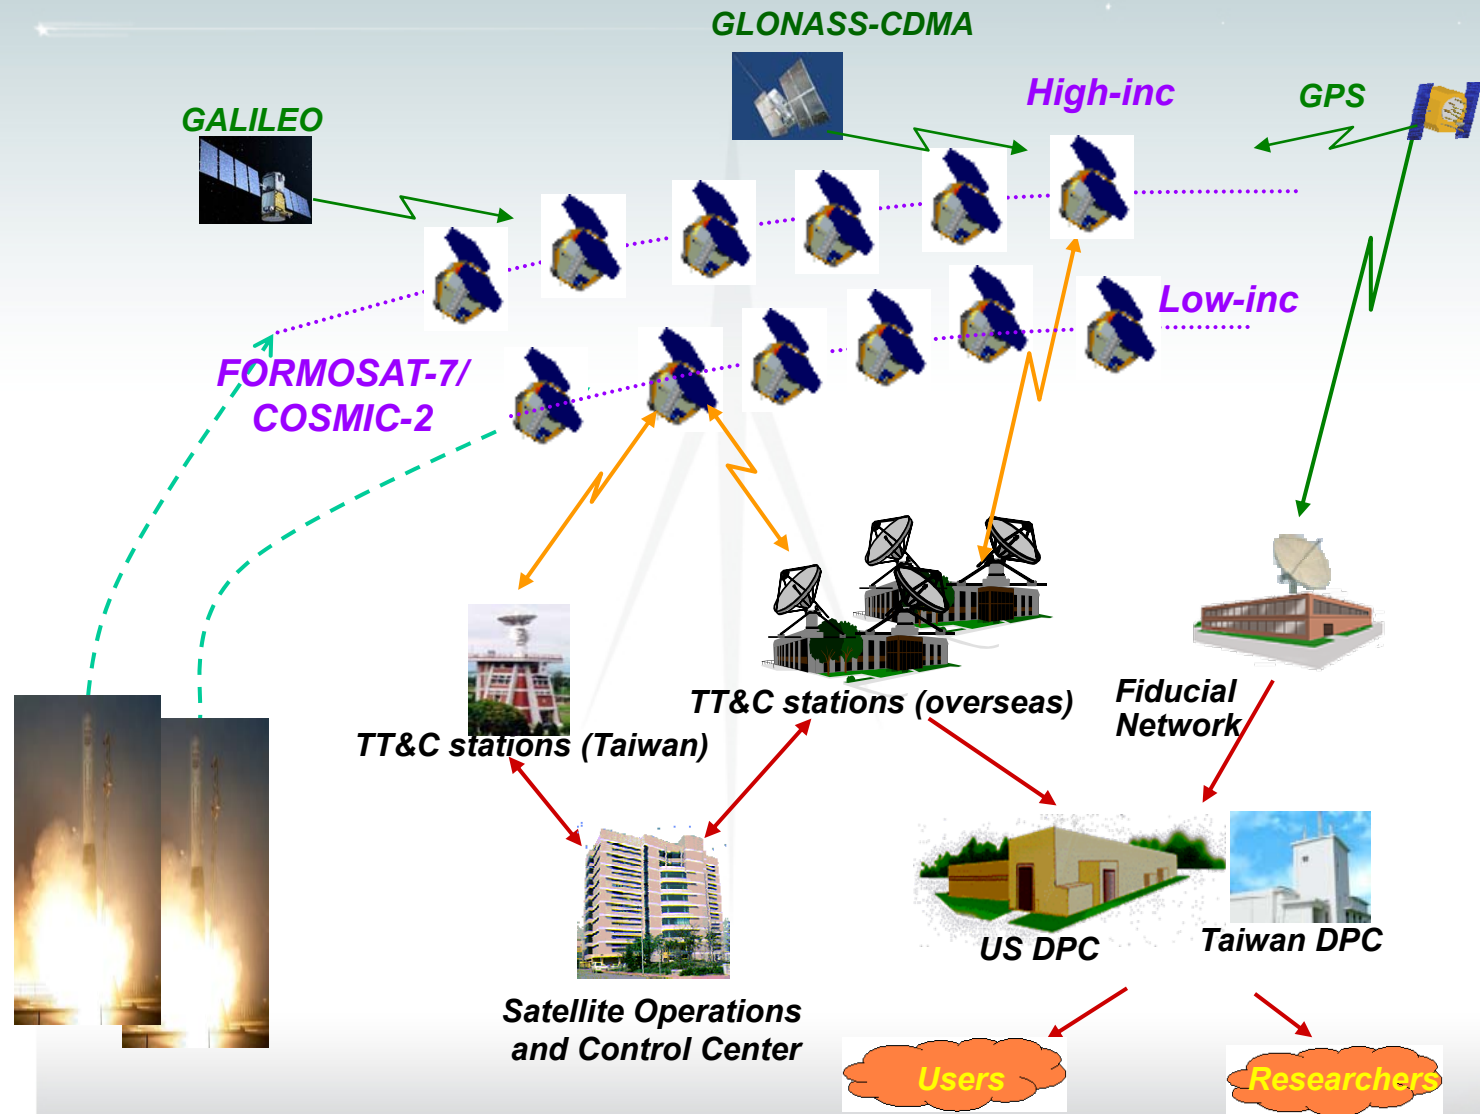 GLONASS-CDMA
High-inc
GPS
GALILEO
Low-inc
FORMOSAT-7/
COSMIC-2
Fiducial
Network
TT&C stations (overseas)
TT&C stations (Taiwan)
US DPC
Taiwan DPC
Satellite Operations
and Control Center
Users
Researchers